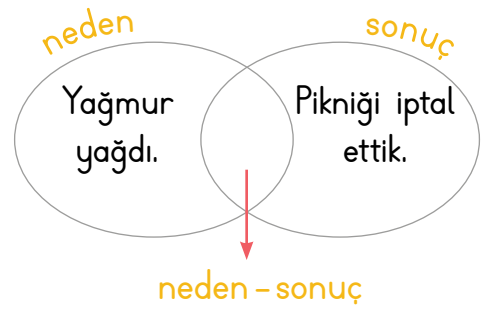 neden
sonuç
Yağmur
yağdı.
Pikniği iptal
ettik.
neden – sonuç